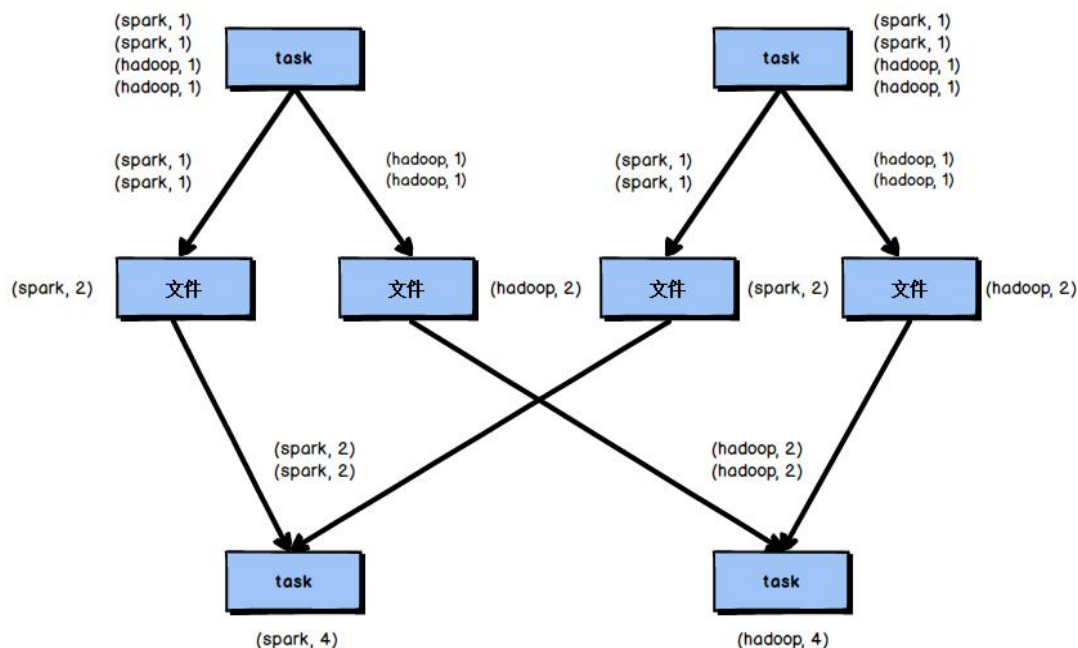 (spark, 1)
(spark, 1)
(hadoop, 1)
(hadoop, 1)
task
(spark, 1)
(spark, 1)
(hadoop, 1)
(hadoop, 1)
task
(spark, 1)
(spark, 1)
(hadoop, 1)
(hadoop, 1)
(spark, 1)
(spark, 1)
(hadoop, 1)
(hadoop, 1)
(spark, 2)
文件
文件
(hadoop, 2)
文件
(spark, 2)
文件
(hadoop, 2)
(spark, 2)
(spark, 2)
(hadoop, 2)
(hadoop, 2)
task
task
(spark, 4)
(hadoop, 4)